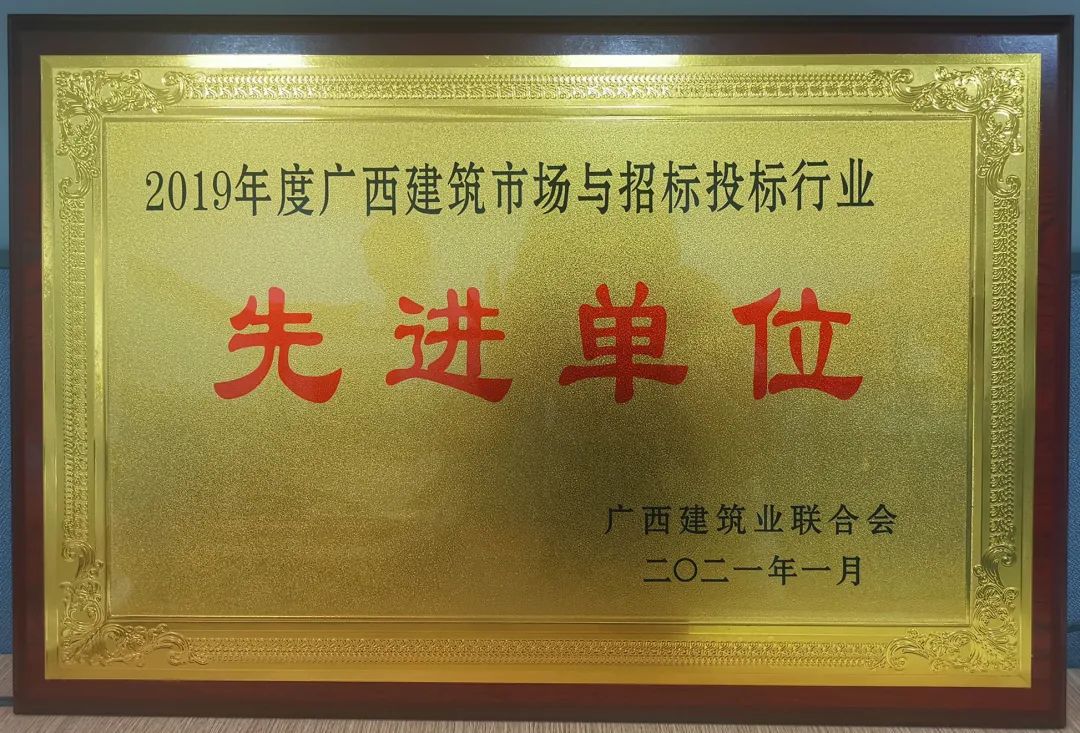 2019年度广西建筑市场与招标投标行业
先进单位
广西建筑业联合会
二〇二一年一月